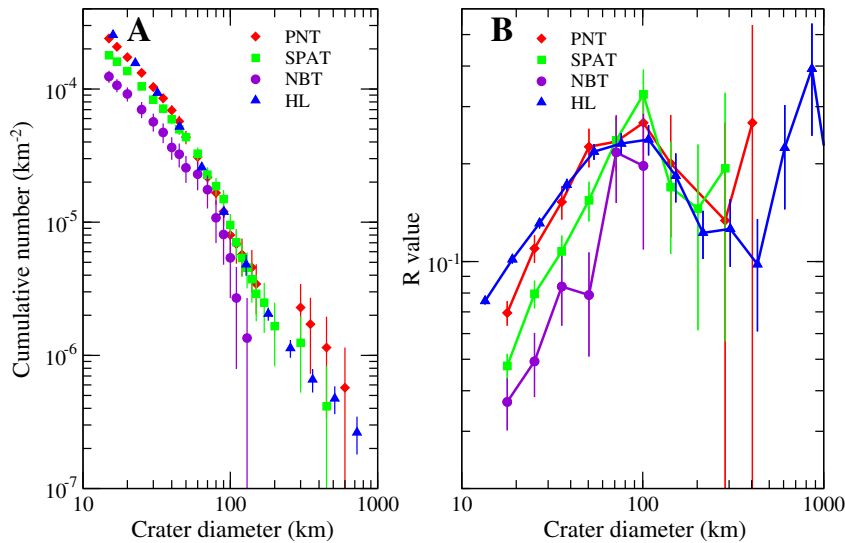 A
PNT
SPAT
NBT
HL
10^-4
10^-5
10^-6
10^-7
Cumulative number (km^-2)
10
100
1000
Crater diameter (km)
B
PNT
SPAT
NBT
HL
10^-1
R value
10
100
1000
Crater diameter (km)